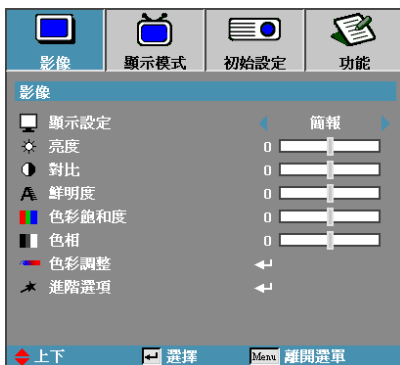 影像 顯示模式 初始設定 功能
影像
顯示設定 簡報
亮度 0
對比 0
鮮明度 0
色彩飽和度 0
色相 0
色彩調整
進階選項
上下 選擇 Menu 離開選單